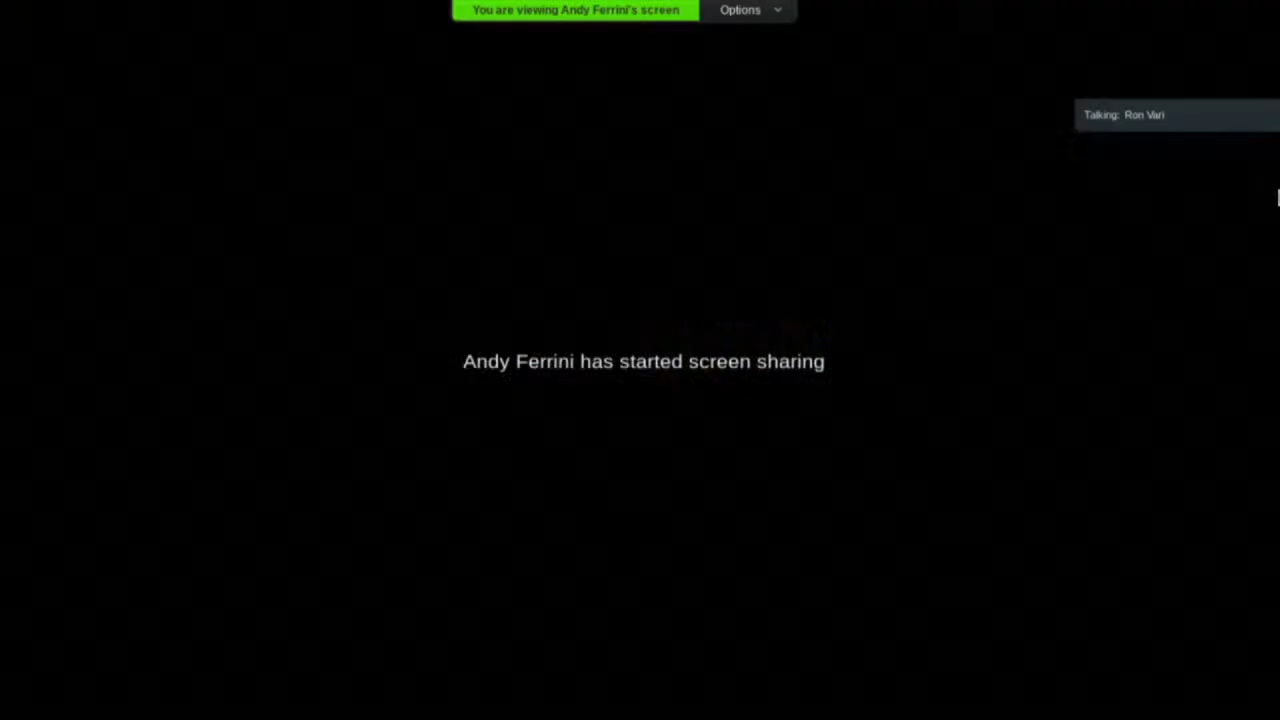 You are viewing Andy Ferrini's screen
Options
Talking: Ron Vari
Andy Ferrini has started screen sharing